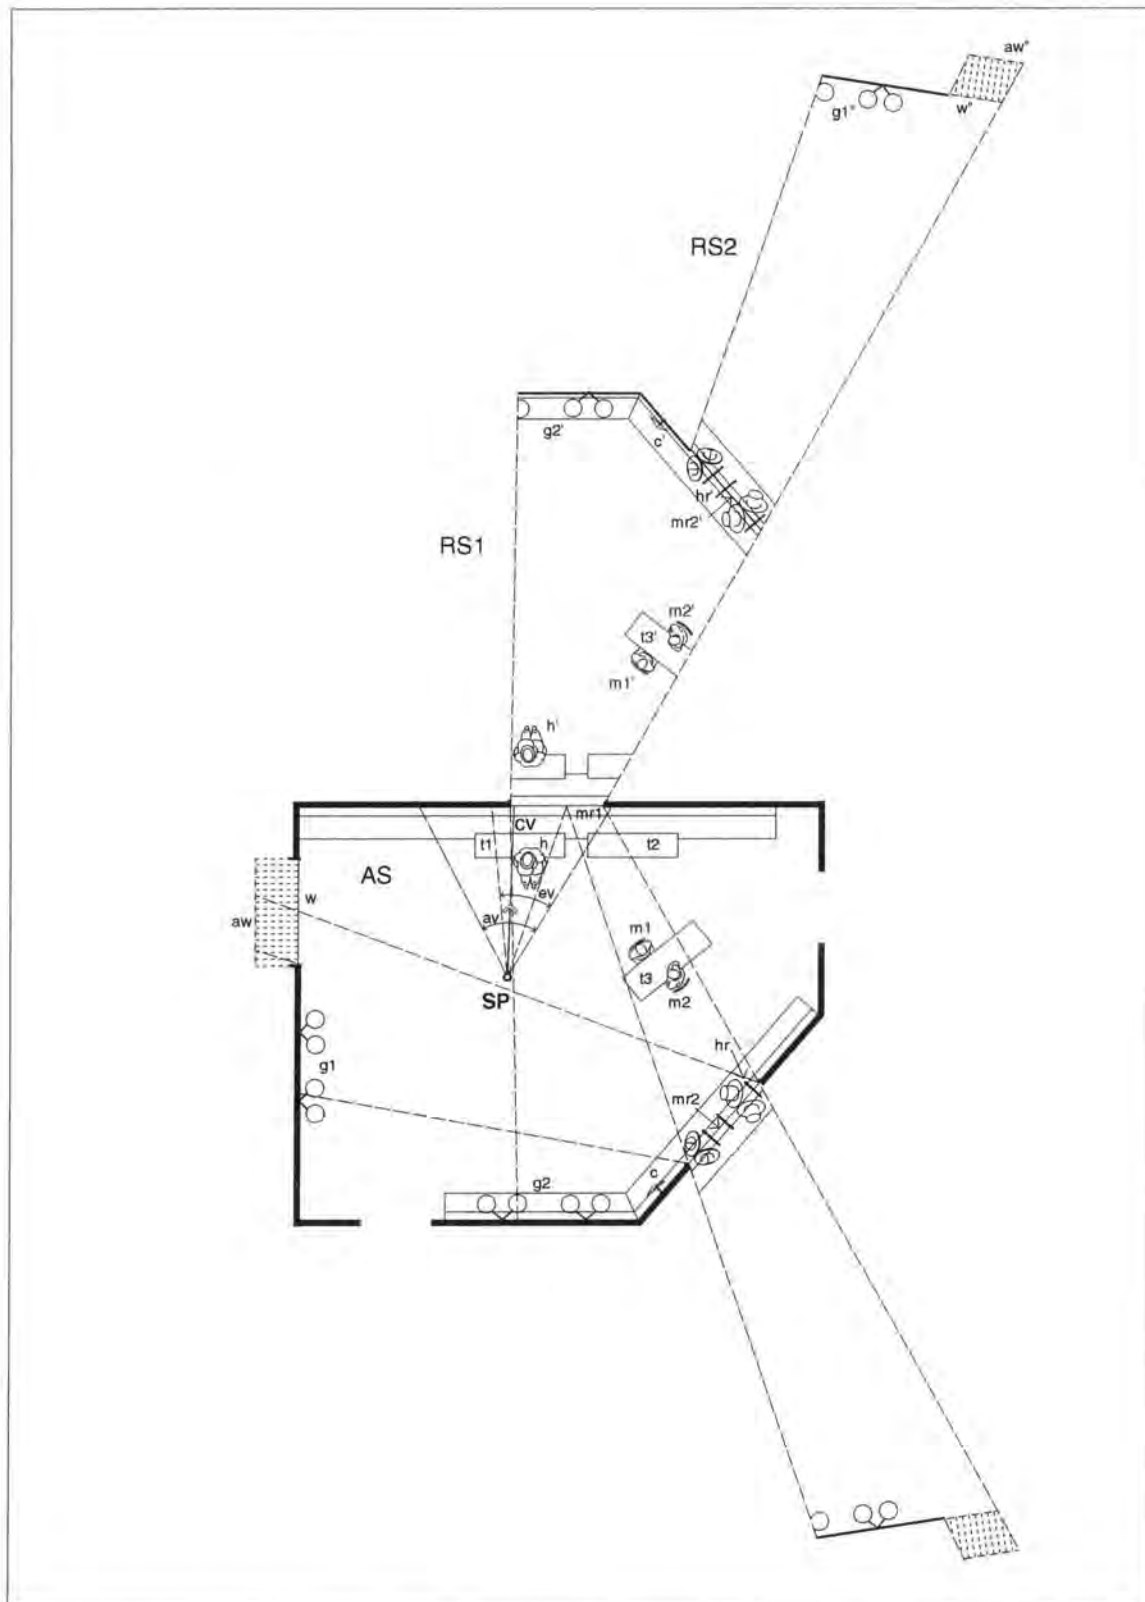 aw"
w"
g1"
RS2
g2'
c'
hr'
mr2'
RS1
m2'
t3'
m1'
h'
mr1
CV
t1
h
t2
AS
w
ev
aw
av
m1
t3
SP
m2
hr
g1
mr2
c
g2